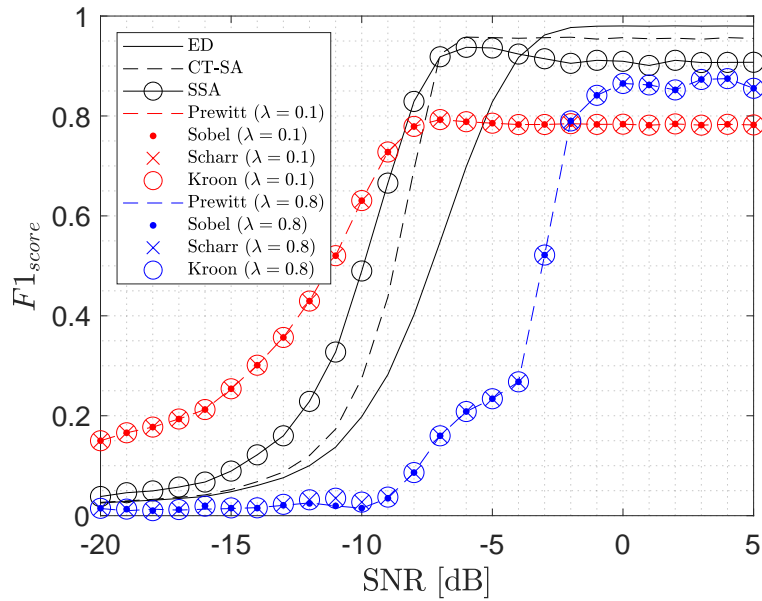 1
0.8
0.6
0.4
0.2
0
F1score
ED
CT-SA
SSA
Prewitt (λ = 0.1)
Sobel (λ = 0.1)
Scharr (λ = 0.1)
Kroon (λ = 0.1)
Prewitt (λ = 0.8)
Sobel (λ = 0.8)
Scharr (λ = 0.8)
Kroon (λ = 0.8)
-20 -15 -10 -5 0 5
SNR [dB]